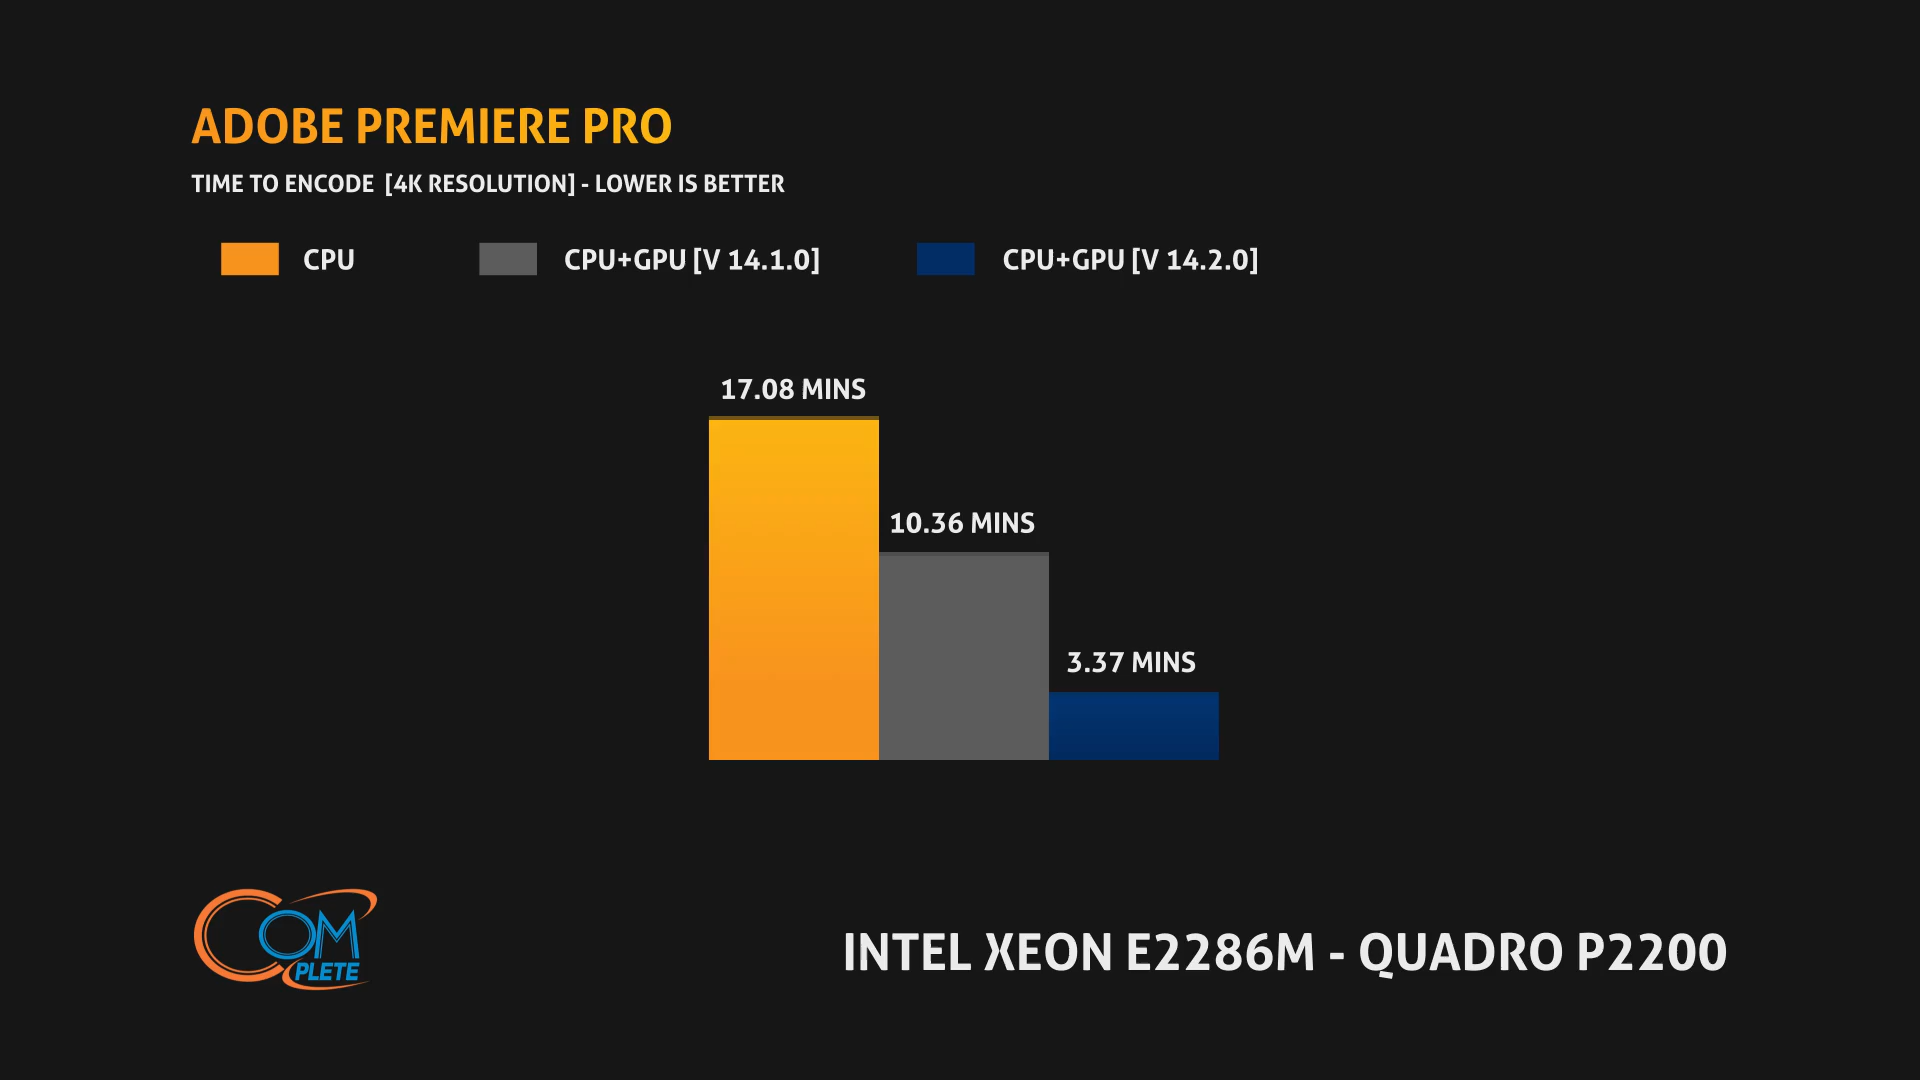 ADOBE PREMIERE PRO
TIME TO ENCODE [4K RESOLUTION] - LOWER IS BETTER
CPU
CPU+GPU [V 14.1.0]
CPU+GPU [V 14.2.0]
17.08 MINS
10.36 MINS
3.37 MINS
COM
PLETE
INTEL XEON E2286M - QUADRO P2200